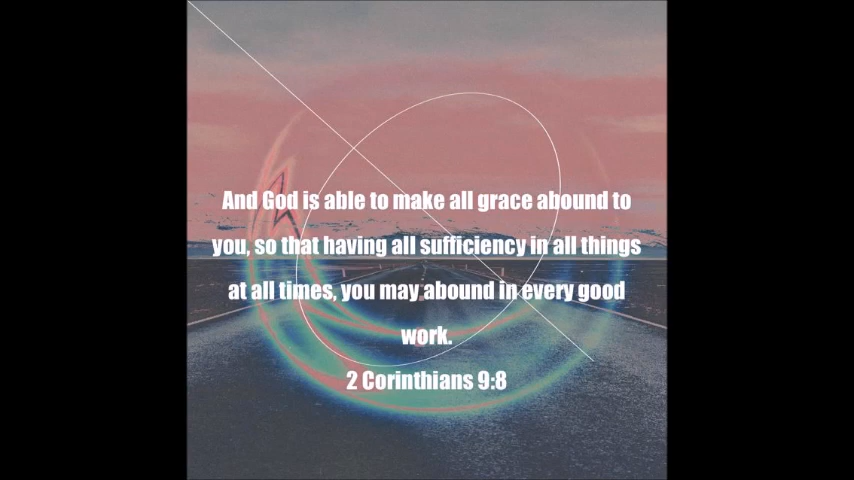 And God is able to make all grace abound to
you, so that having all sufficiency in all things
at all times, you may abound in every good
work.
2 Corinthians 9:8